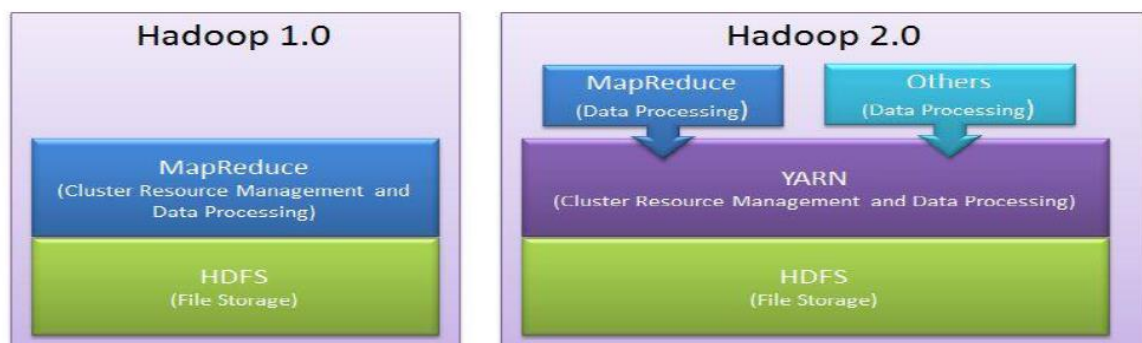 Hadoop 1.0
MapReduce
(Cluster Resource Management and
Data Processing)
HDFS
(File Storage)
Hadoop 2.0
MapReduce
(Data Processing)
Others
(Data Processing)
YARN
(Cluster Resource Management and Data Processing)
HDFS
(File Storage)